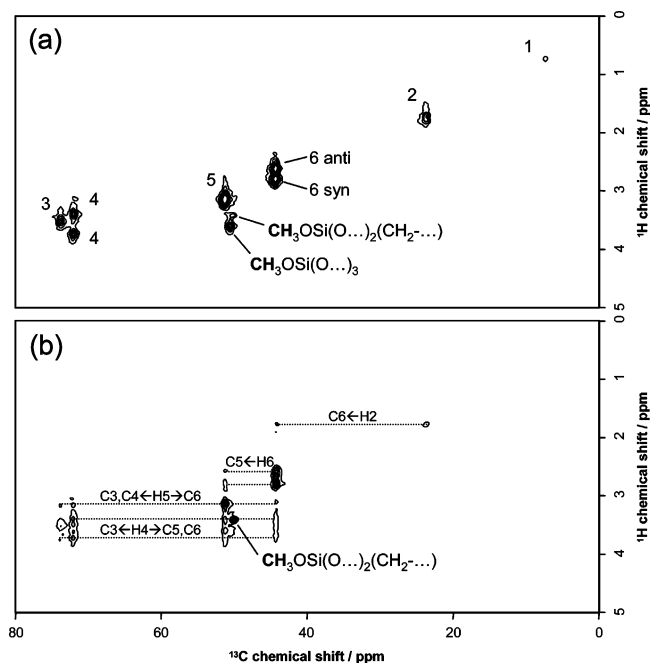 (a)
0
1
1
2
2
6 anti
5
6 syn
3
3
4
CH₃OSi(O…)₂(CH₂-…)
4
4
CH₃OSi(O…)₃
5
(b)
0
1
C6←H2
2
C5←H6
C3,C4←H5→C6
3
C3←H4→C5,C6
4
CH₃OSi(O…)₂(CH₂-…)
5
80
60
40
20
0
¹³C chemical shift / ppm
¹H chemical shift / ppm
¹H chemical shift / ppm